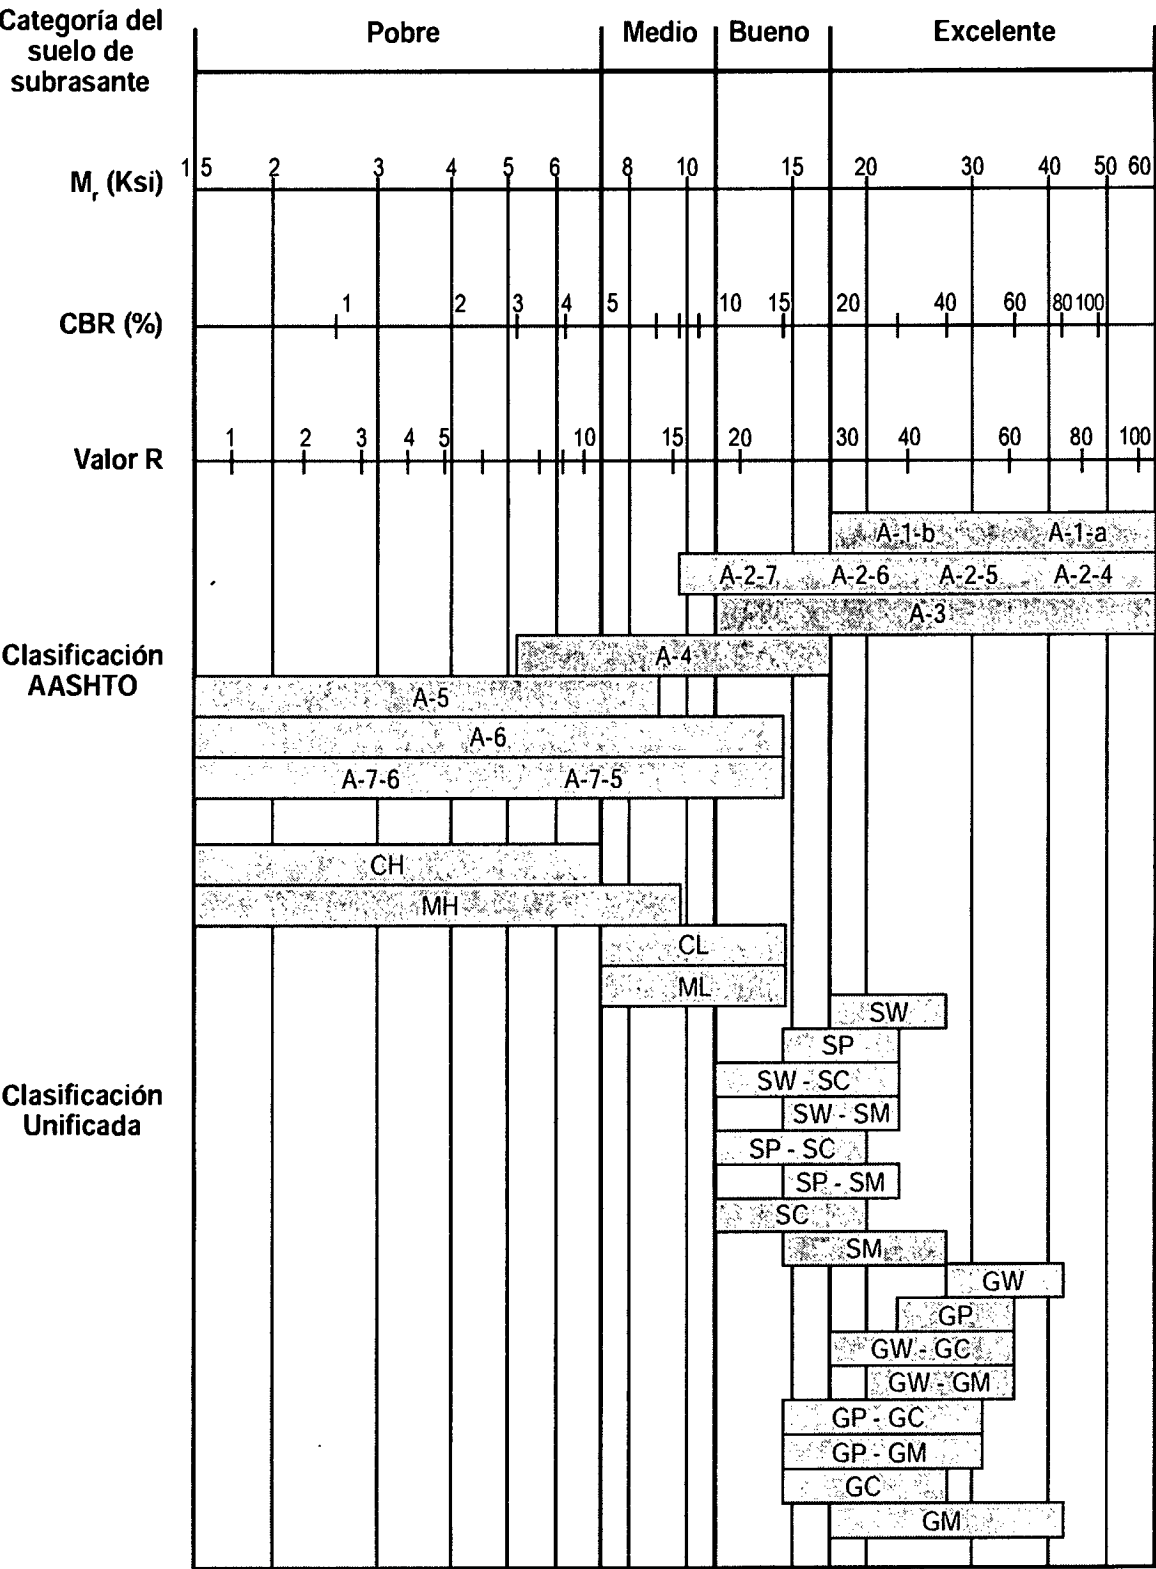 Categoría del
suelo de
subrasante
Pobre Medio Bueno Excelente
Mr (Ksi)
1 5 2 3 4 5 6 8 10 15 20 30 40 50 60
CBR (%)
1 2 3 4 5 10 15 20 40 60 80 100
Valor R
1 2 3 4 5 10 15 20 30 40 60 80 100
A-1-b A-1-a
A-2-7 A-2-6 A-2-5 A-2-4
A-3
Clasificación
AASHTO
A-4
A-5
A-6
A-7-6 A-7-5
CH
MH
CL
ML
SW
SP
Clasificación
Unificada
SW - SC
SW - SM
SP - SC
SP - SM
SC
SM
GW
GP
GW - GC
GW - GM
GP - GC
GP - GM
GC
GM